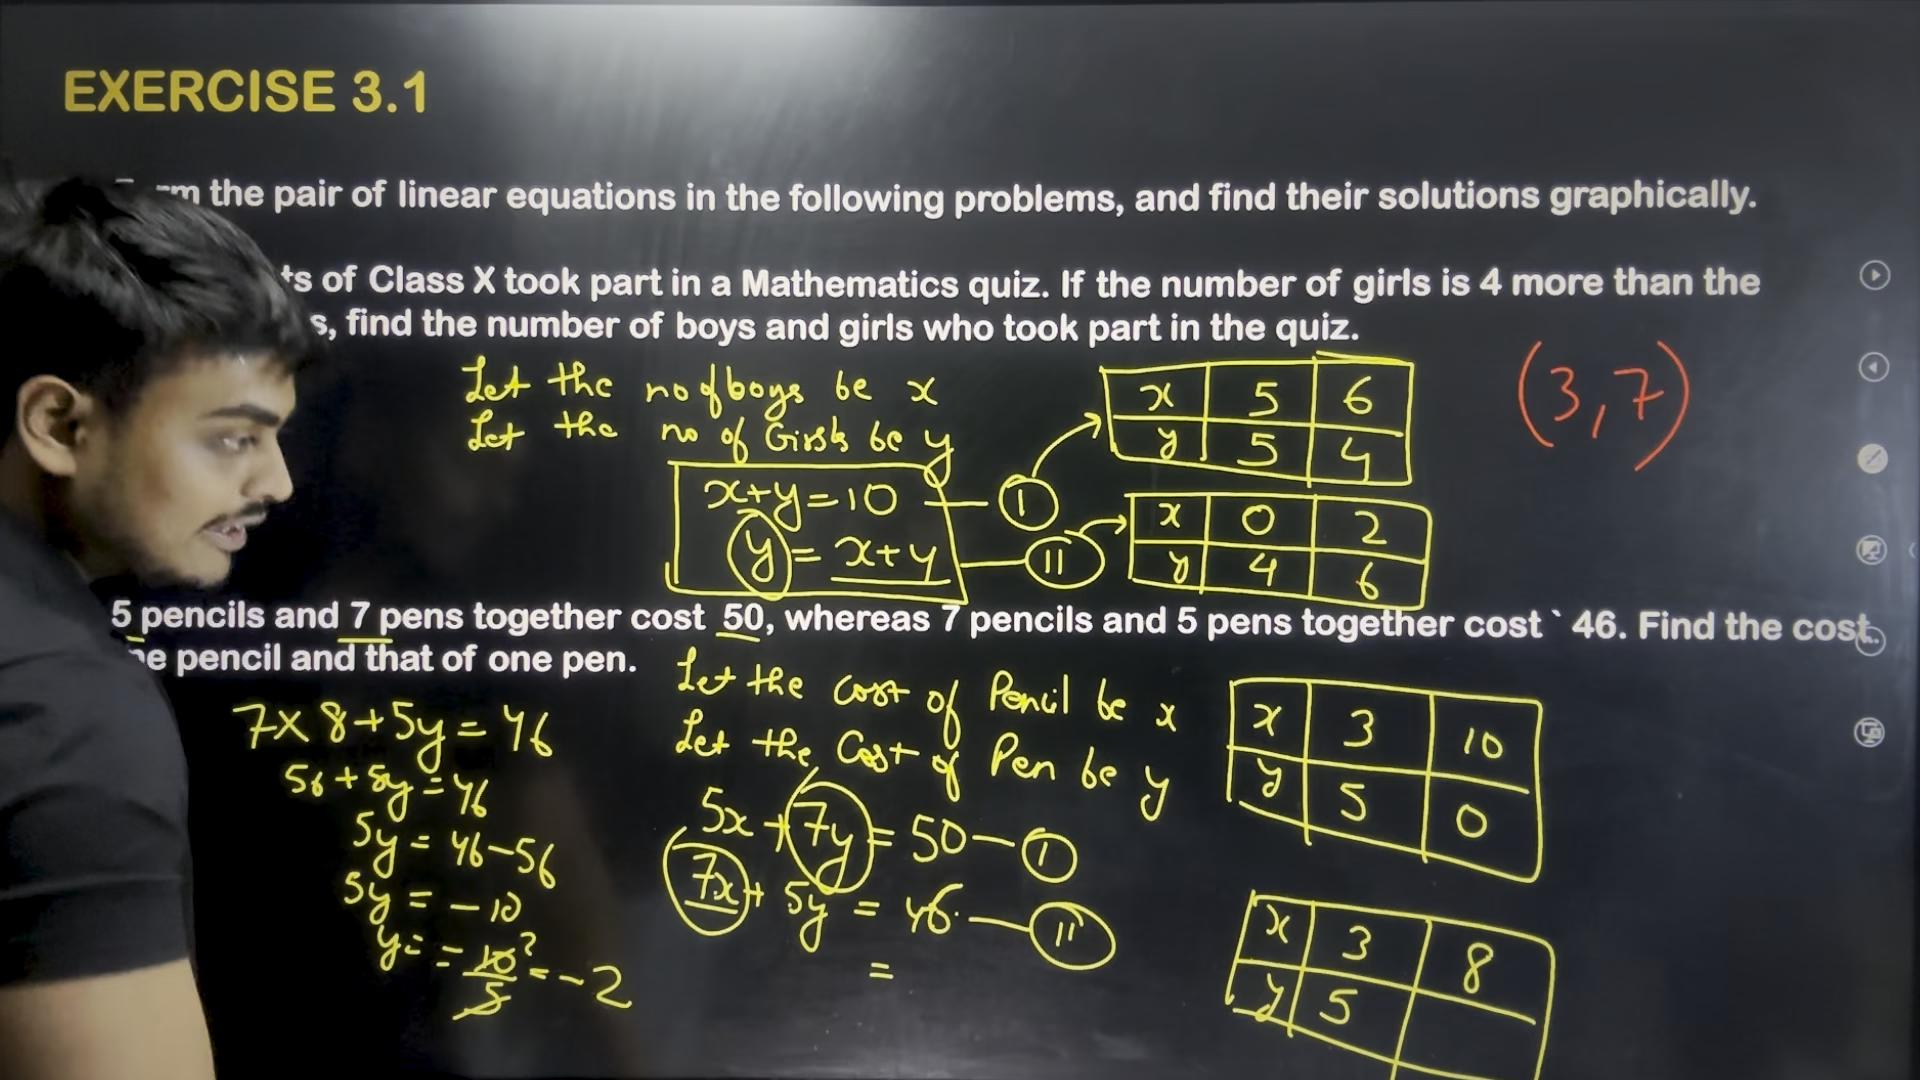 EXERCISE 3.1
the pair of linear equations in the following problems, and find their solutions graphically.
of Class X took part in a Mathematics quiz. If the number of girls is 4 more than the
find the number of boys and girls who took part in the quiz.
Let the no of boys be x
Let the no of Girsls be y
x+y=10 — I
y = x+y — II
x 5 6
y 5 4
x 0 2
y 4 6
(3,7)
5 pencils and 7 pens together cost 50, whereas 7 pencils and 5 pens together cost ` 46. Find the cost
pencil and that of one pen.
Let the cost of Pencil be x
Let the Cost of Pen be y
5x + 7y = 50 — I
7x + 5y = 46. — II
=
7x8+5y=46
56+5y=46
5y = 46-56
5y = -10
y = -10/5 2 = -2
x 3 10
y 5 0
x 3 8
y 5